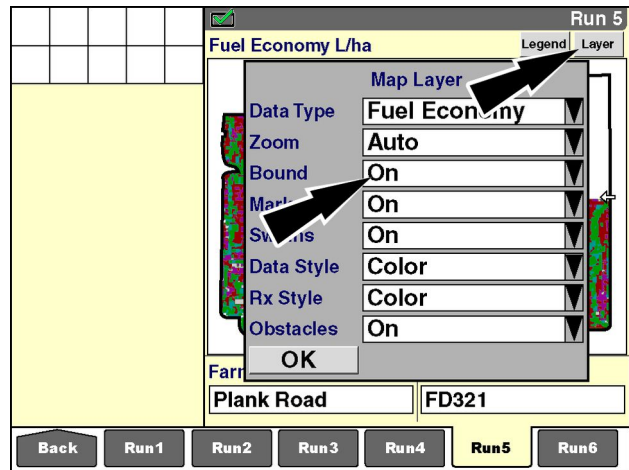 Run 5
Fuel Economy L/ha
Legend Layer
Map Layer
Data Type Fuel Economy
Zoom Auto
Bound On
On
On
Data Style Color
Rx Style Color
Obstacles On
OK
Plank Road FD321
Back Run1 Run2 Run3 Run4 Run5 Run6